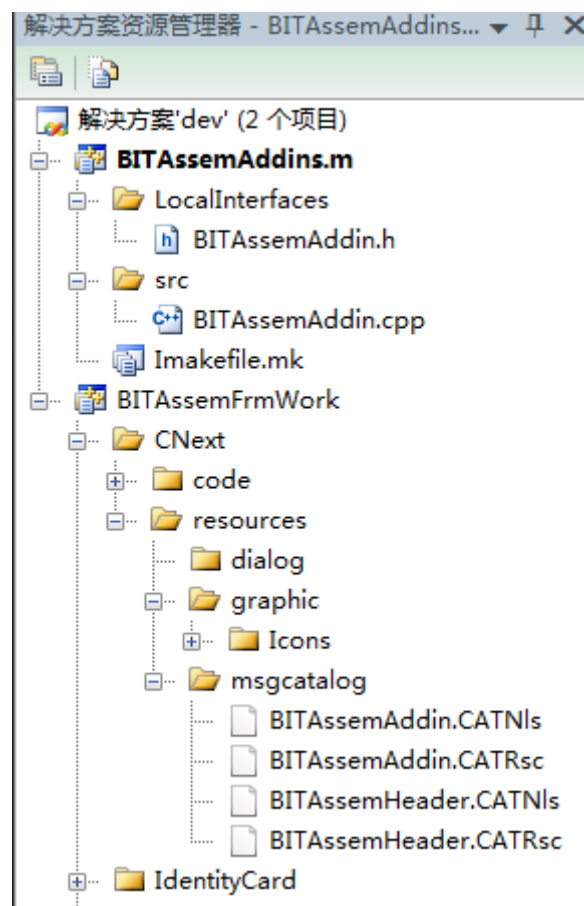 解决方案资源管理器 - BITAssemAddins...
解决方案'dev' (2 个项目)
BITAssemAddins.m
LocalInterfaces
BITAssemAddin.h
src
BITAssemAddin.cpp
Imakefile.mk
BITAssemFrmWork
CNext
code
resources
dialog
graphic
Icons
msgcatalog
BITAssemAddin.CATNls
BITAssemAddin.CATRsc
BITAssemHeader.CATNls
BITAssemHeader.CATRsc
IdentityCard